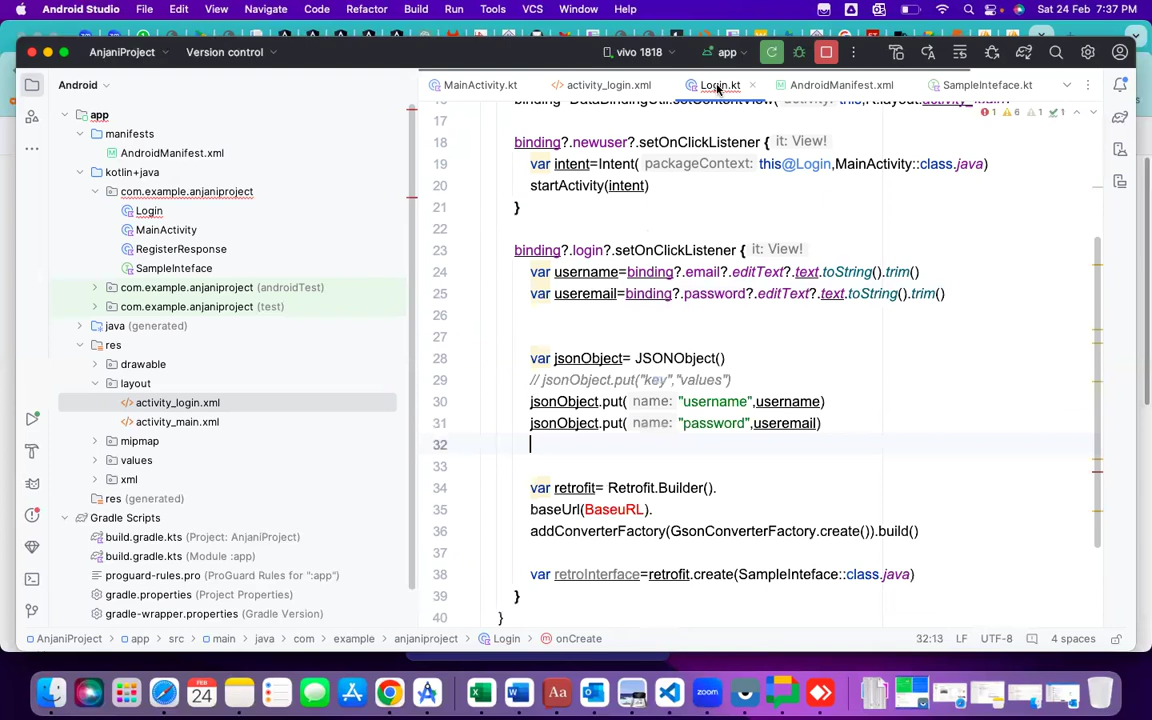 Android Studio File Edit View Navigate Code Refactor Build Run Tools VCS Window Help Sat 24 Feb 7:37 PM
AnjaniProject Version control vivo 1818 app
Android
MainActivity.kt activity_login.xml Login.kt AndroidManifest.xml SampleInteface.kt
app
manifests
AndroidManifest.xml
kotlin+java
com.example.anjaniproject
Login
MainActivity
RegisterResponse
SampleInteface
com.example.anjaniproject (androidTest)
com.example.anjaniproject (test)
java (generated)
res
drawable
layout
activity_login.xml
activity_main.xml
mipmap
values
xml
res (generated)
Gradle Scripts
build.gradle.kts (Project: AnjaniProject)
build.gradle.kts (Module :app)
proguard-rules.pro (ProGuard Rules for ":app")
gradle.properties (Project Properties)
gradle-wrapper.properties (Gradle Version)
1 6 1 1
17
18 binding?.newuser?.setOnClickListener { it: View!
19 var intent=Intent( packageContext: this@Login,MainActivity::class.java)
20 startActivity(intent)
21 }
22
23 binding?.login?.setOnClickListener { it: View!
24 var username=binding?.email?.editText?.text.toString().trim()
25 var useremail=binding?.password?.editText?.text.toString().trim()
26
27
28 var jsonObject= JSONObject()
29 // jsonObject.put("key","values")
30 jsonObject.put( name: "username",username)
31 jsonObject.put( name: "password",useremail)
32
33
34 var retrofit= Retrofit.Builder().
35 baseUrl(BaseuRL).
36 addConverterFactory(GsonConverterFactory.create()).build()
37
38 var retroInterface=retrofit.create(SampleInteface::class.java)
39 }
40 }
AnjaniProject > app > src > main > java > com > example > anjaniproject > Login > onCreate 32:13 LF UTF-8 4 spaces
FEB
24
Aa
zoom